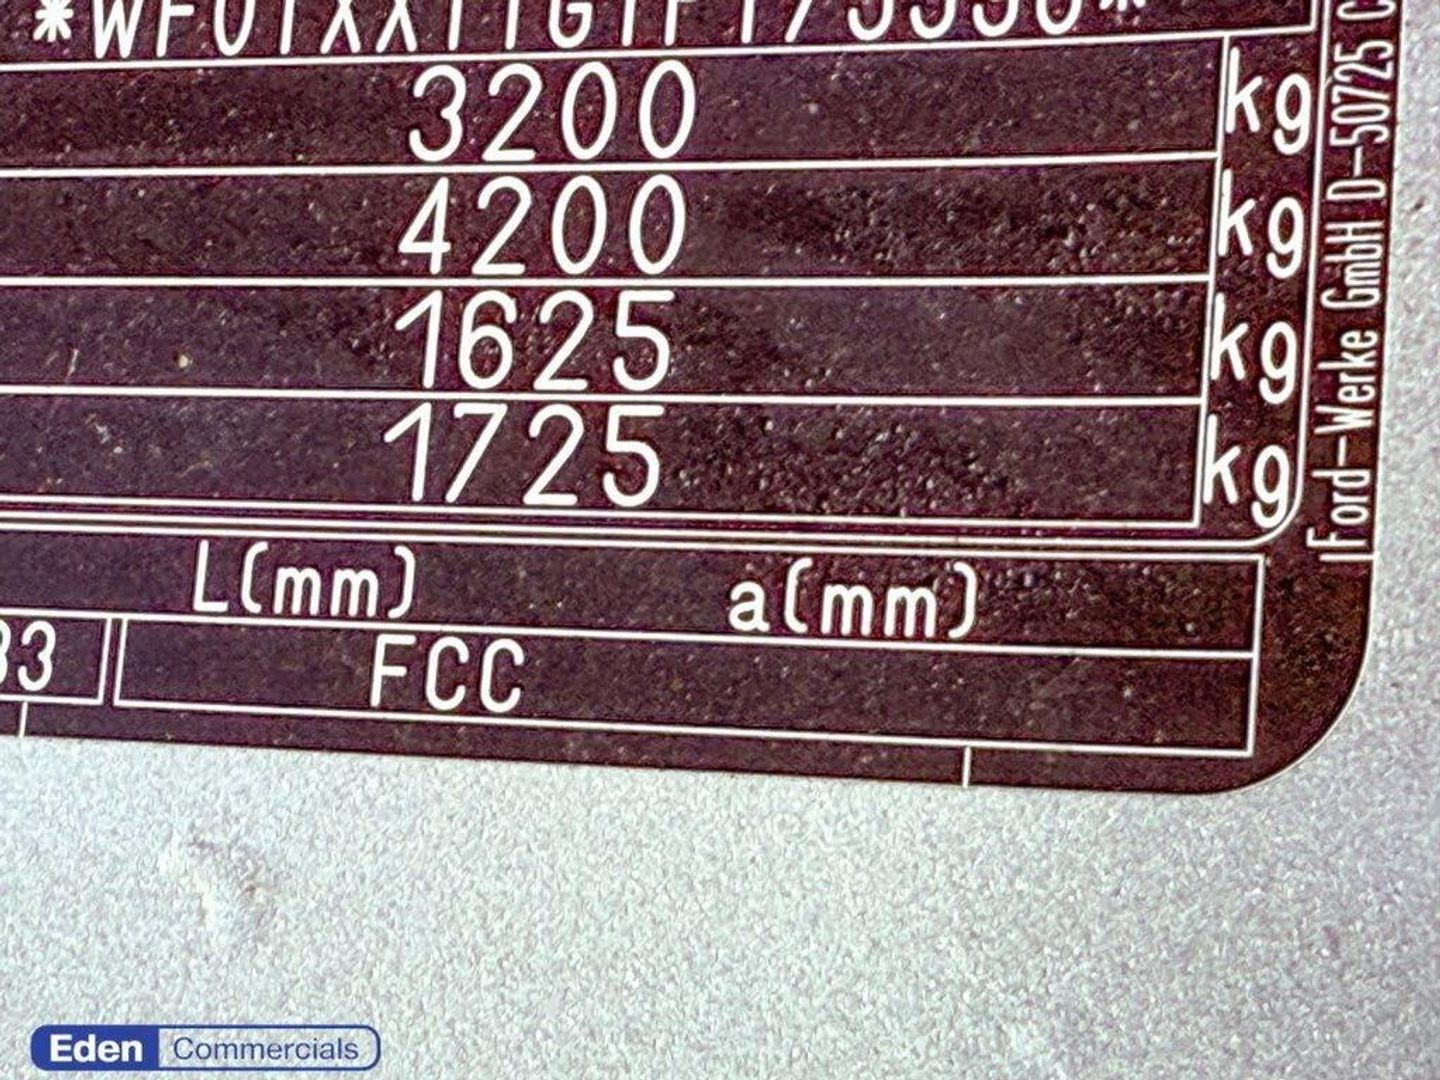 3200 kg
4200 kg
1625 kg
1725 kg
L(mm) a(mm)
33 FCC
Ford-Werke GmbH D-50725
Eden Commercials